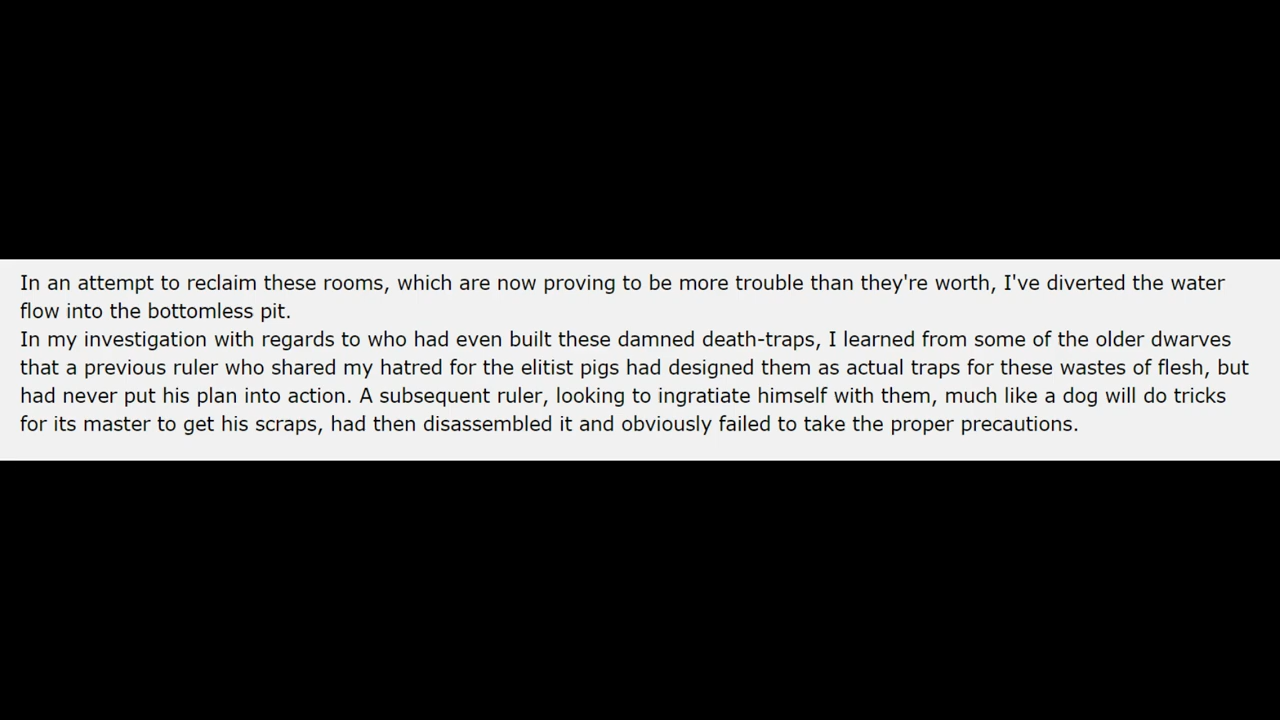 In an attempt to reclaim these rooms, which are now proving to be more trouble than they're worth, I've diverted the water
flow into the bottomless pit.
In my investigation with regards to who had even built these damned death-traps, I learned from some of the older dwarves
that a previous ruler who shared my hatred for the elitist pigs had designed them as actual traps for these wastes of flesh, but
had never put his plan into action. A subsequent ruler, looking to ingratiate himself with them, much like a dog will do tricks
for its master to get his scraps, had then disassembled it and obviously failed to take the proper precautions.